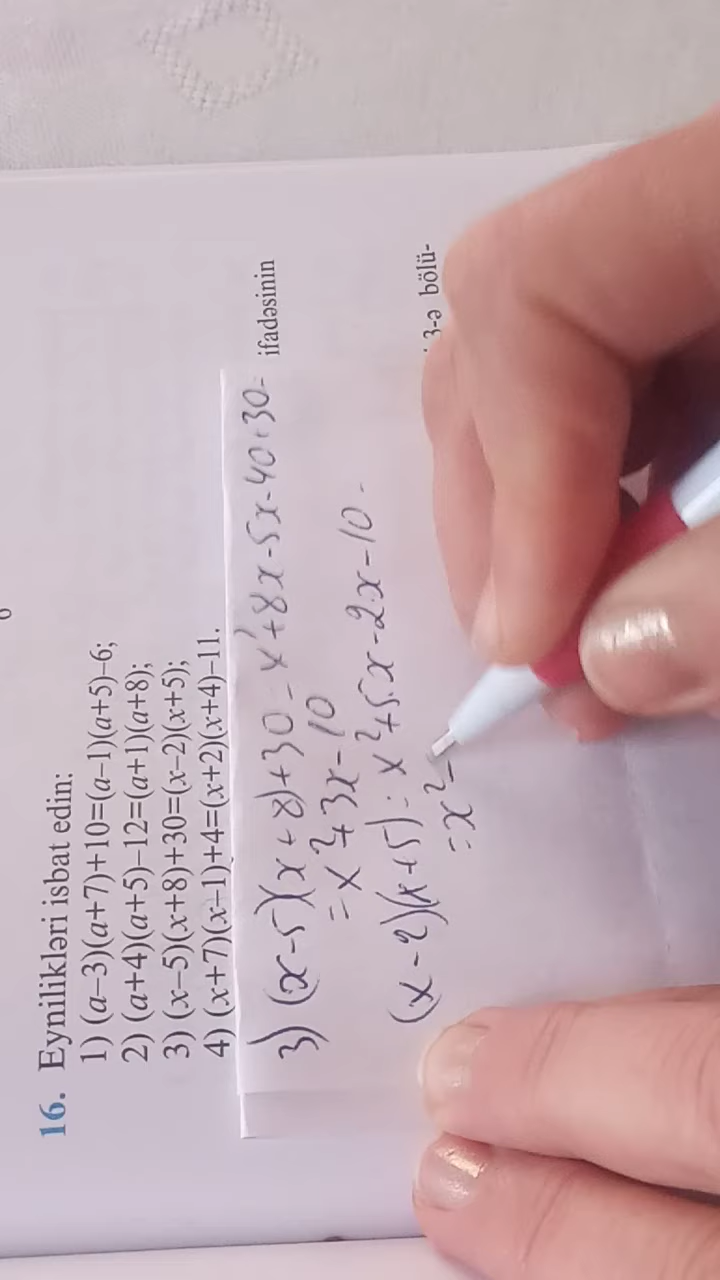 16. Eynilikləri isbat edin:
1) (a–3)(a+7)+10=(a–1)(a+5)–6;
2) (a+4)(a+5)–12=(a+1)(a+8);
3) (x–5)(x+8)+30=(x–2)(x+5);
4) (x+7)(x–1)+4=(x+2)(x+4)–11.
ifadəsinin
3) (x-5)(x+8)+30=x²+8x-5x-40+30=
=x²+3x-10
3-ə bölü-
(x-2)(x+5)=x²+5x-2x-10=
=x²